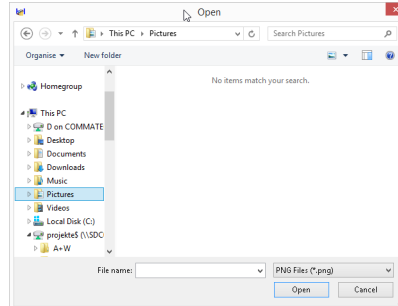 Open
This PC
Pictures
Search Pictures
Organise
New folder
Homegroup
No items match your search.
This PC
D on COMMATE
Desktop
Documents
Downloads
Music
Pictures
Videos
Local Disk (C:)
projekte$ (\\SDC
A+W
File name:
PNG Files (*.png)
Open
Cancel